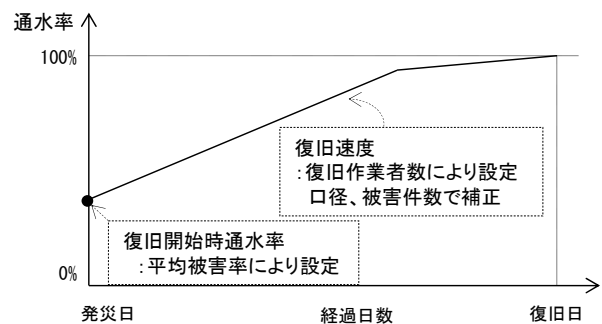 通水率
100%
復旧速度
：復旧作業者数により設定
口径、被害件数で補正
復旧開始時通水率
：平均被害率により設定
0%
発災日
経過日数
復旧日